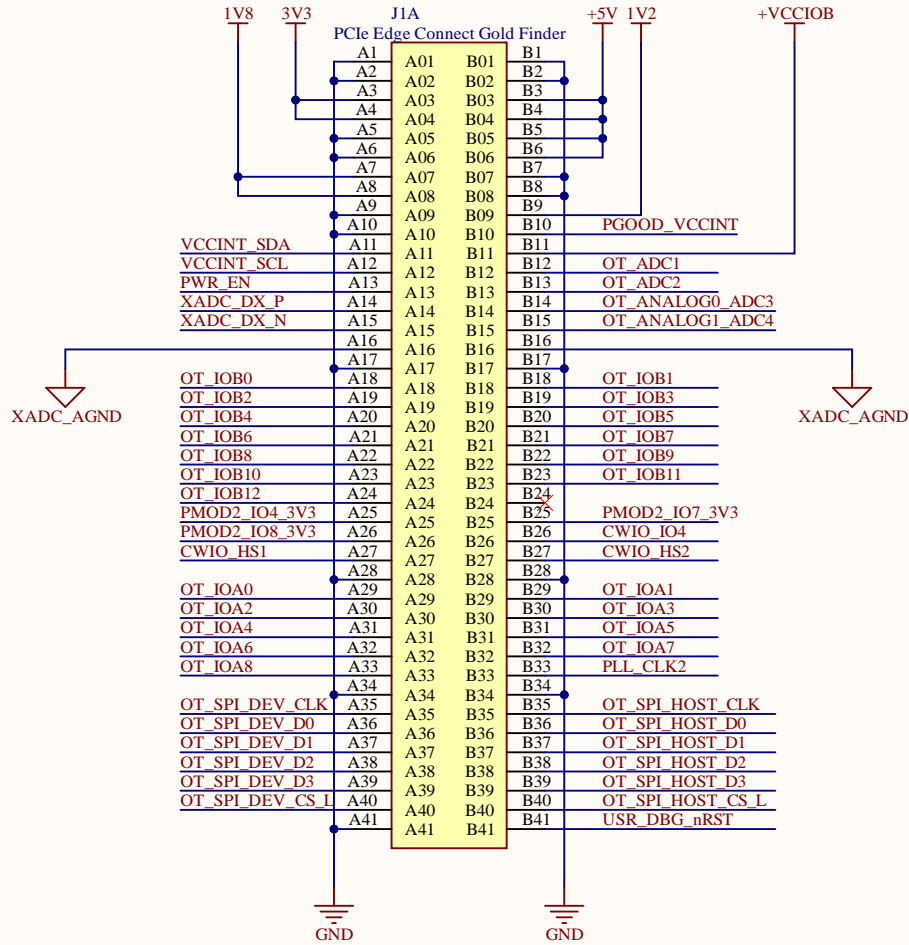 1V8 3V3 J1A +5V 1V2 +VCCIOB
PCIe Edge Connect Gold Finder
A1 A01 B01 B1
A2 A02 B02 B2
A3 A03 B03 B3
A4 A04 B04 B4
A5 A05 B05 B5
A6 A06 B06 B6
A7 A07 B07 B7
A8 A08 B08 B8
A9 A09 B09 B9
A10 A10 B10 B10 PGOOD_VCCINT
VCCINT_SDA A11 A11 B11 B11
VCCINT_SCL A12 A12 B12 B12 OT_ADC1
PWR_EN A13 A13 B13 B13 OT_ADC2
XADC_DX_P A14 A14 B14 B14 OT_ANALOG0_ADC3
XADC_DX_N A15 A15 B15 B15 OT_ANALOG1_ADC4
A16 A16 B16 B16
A17 A17 B17 B17
OT_IOB0 A18 A18 B18 B18 OT_IOB1
OT_IOB2 A19 A19 B19 B19 OT_IOB3
XADC_AGND OT_IOB4 A20 A20 B20 B20 OT_IOB5 XADC_AGND
OT_IOB6 A21 A21 B21 B21 OT_IOB7
OT_IOB8 A22 A22 B22 B22 OT_IOB9
OT_IOB10 A23 A23 B23 B23 OT_IOB11
OT_IOB12 A24 A24 B24 B24
PMOD2_IO4_3V3 A25 A25 B25 B25 PMOD2_IO7_3V3
PMOD2_IO8_3V3 A26 A26 B26 B26 CWIO_IO4
CWIO_HS1 A27 A27 B27 B27 CWIO_HS2
A28 A28 B28 B28
OT_IOA0 A29 A29 B29 B29 OT_IOA1
OT_IOA2 A30 A30 B30 B30 OT_IOA3
OT_IOA4 A31 A31 B31 B31 OT_IOA5
OT_IOA6 A32 A32 B32 B32 OT_IOA7
OT_IOA8 A33 A33 B33 B33 PLL_CLK2
A34 A34 B34 B34
OT_SPI_DEV_CLK A35 A35 B35 B35 OT_SPI_HOST_CLK
OT_SPI_DEV_D0 A36 A36 B36 B36 OT_SPI_HOST_D0
OT_SPI_DEV_D1 A37 A37 B37 B37 OT_SPI_HOST_D1
OT_SPI_DEV_D2 A38 A38 B38 B38 OT_SPI_HOST_D2
OT_SPI_DEV_D3 A39 A39 B39 B39 OT_SPI_HOST_D3
OT_SPI_DEV_CS_L A40 A40 B40 B40 OT_SPI_HOST_CS_L
A41 A41 B41 B41 USR_DBG_nRST
GND GND